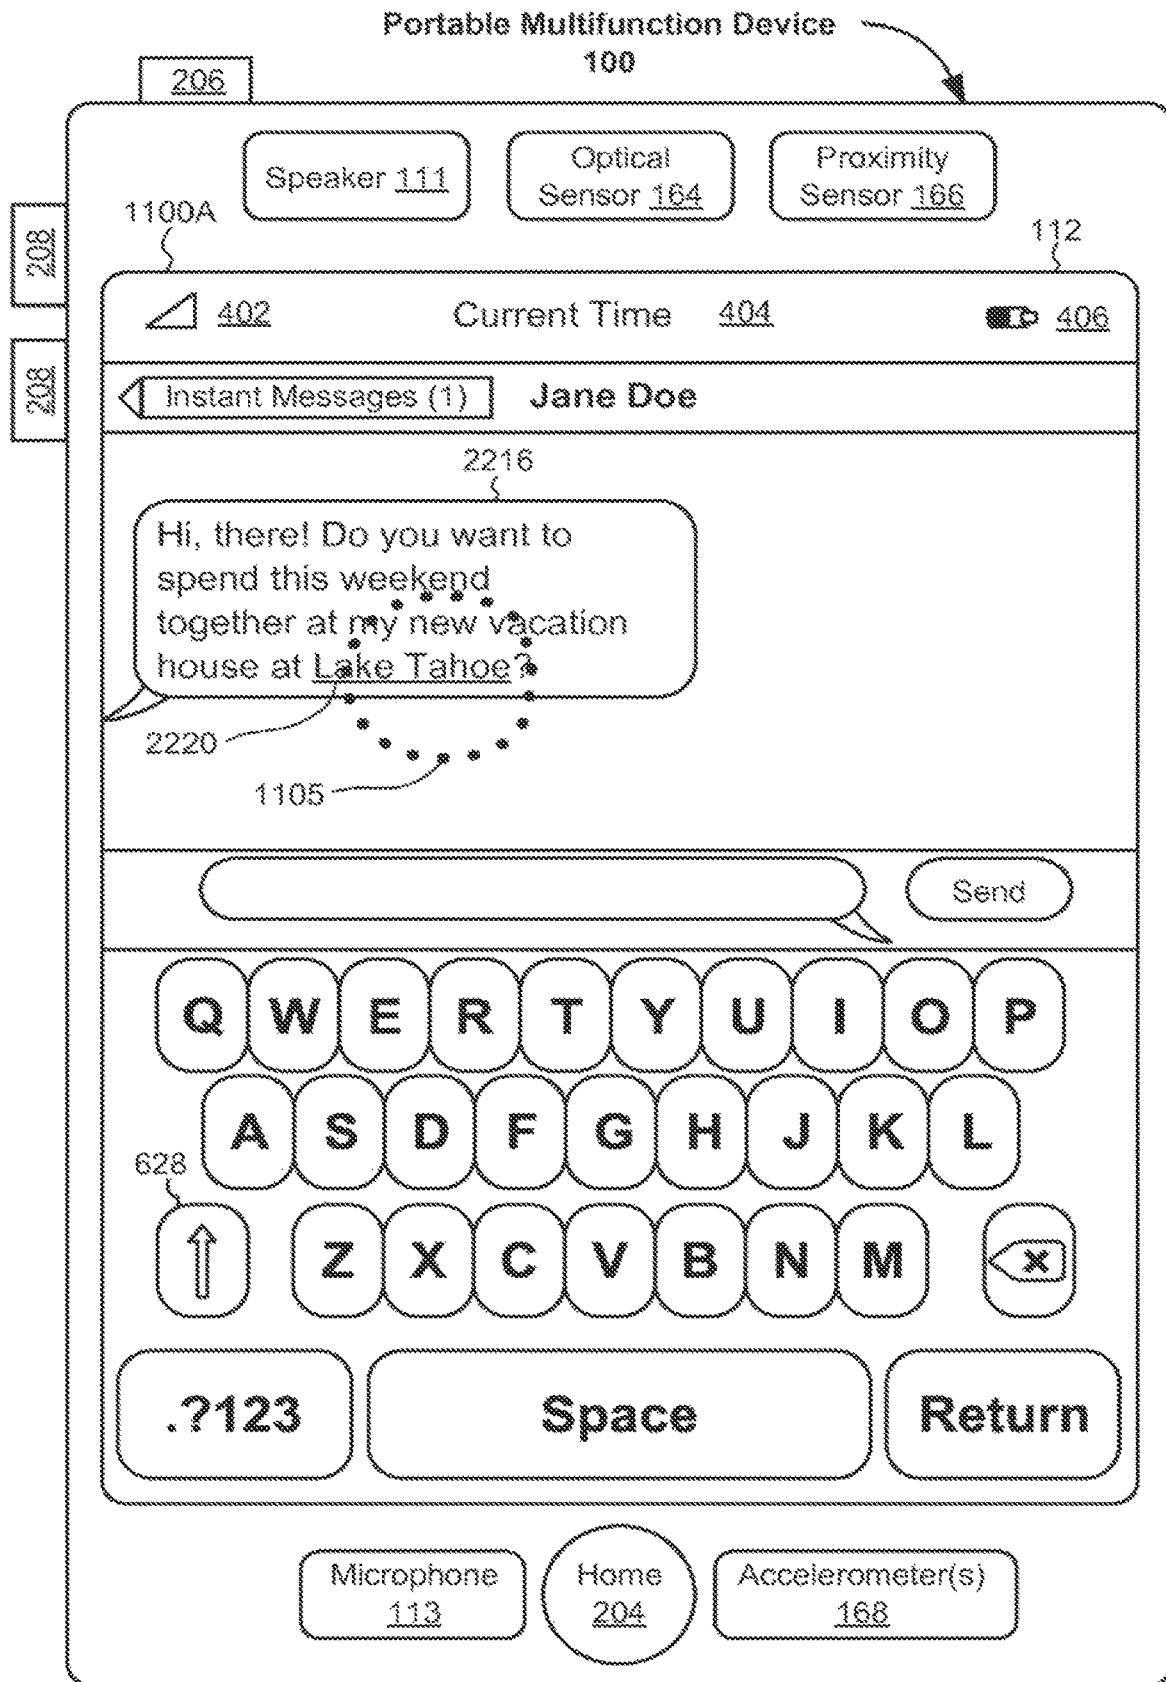 Portable Multifunction Device
100
206
Speaker 111
Optical
Sensor 164
Proximity
Sensor 166
208
208
1100A
112
402
Current Time 404
406
Instant Messages (1)
Jane Doe
2216
Hi, there! Do you want to
spend this weekend
together at my new vacation
house at Lake Tahoe?
2220
1105
Send
Q W E R T Y U I O P
A S D F G H J K L
628
Z X C V B N M X
.?123 Space Return
Microphone
113
Home
204
Accelerometer(s)
168